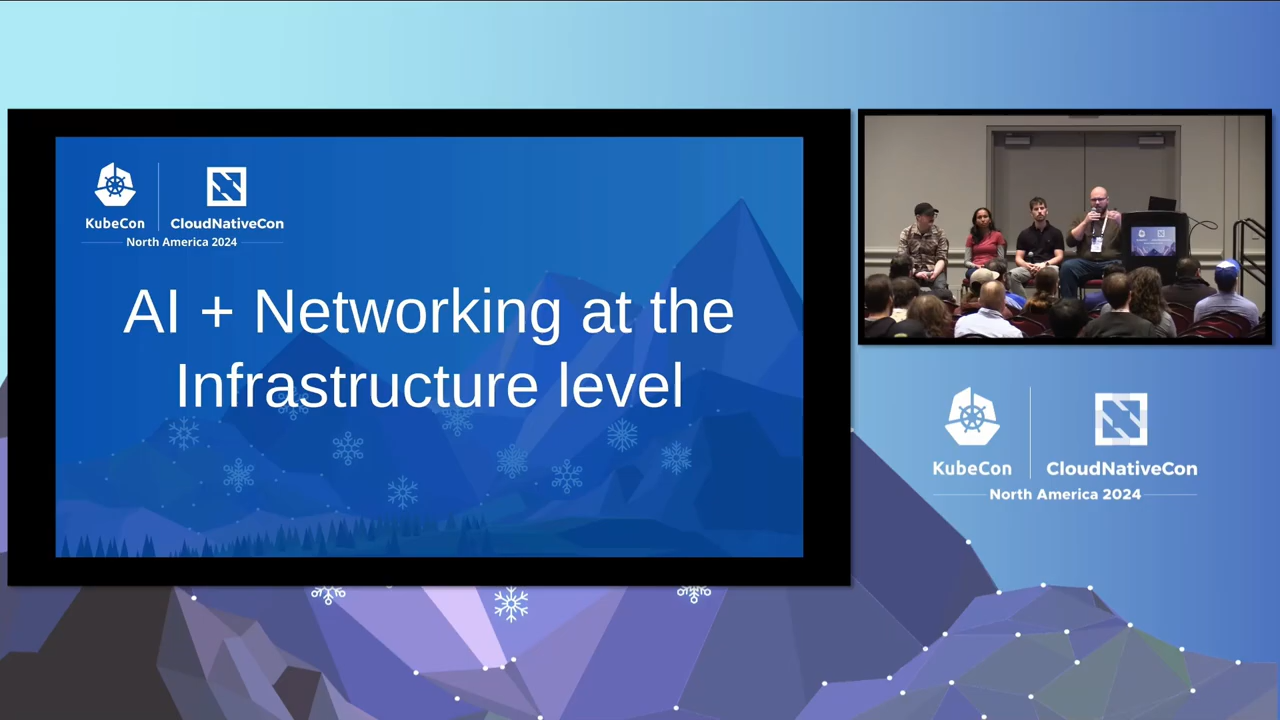 KubeCon
CloudNativeCon
North America 2024
AI + Networking at the
Infrastructure level
KubeCon
CloudNativeCon
North America 2024